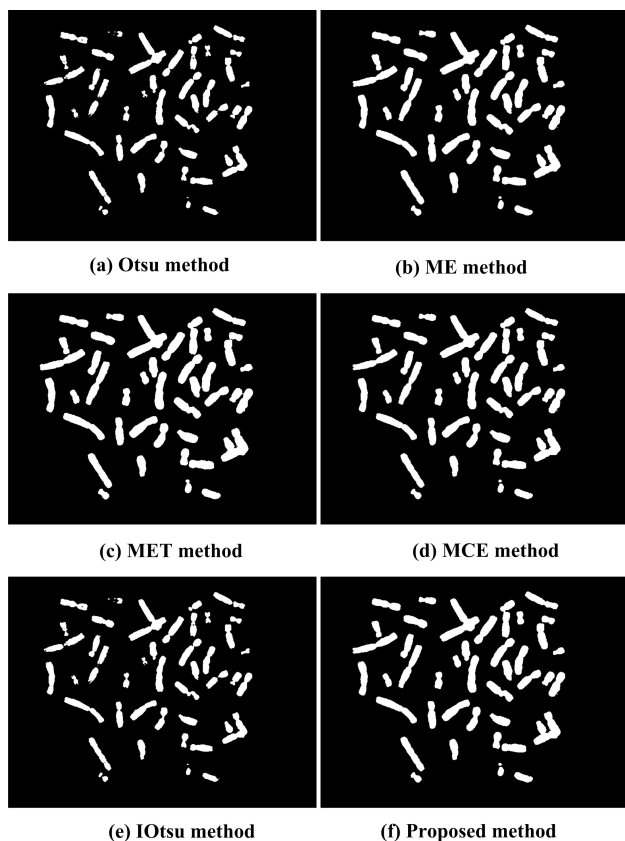 (a) Otsu method
(b) ME method
(c) MET method
(d) MCE method
(e) IOtsu method
(f) Proposed method